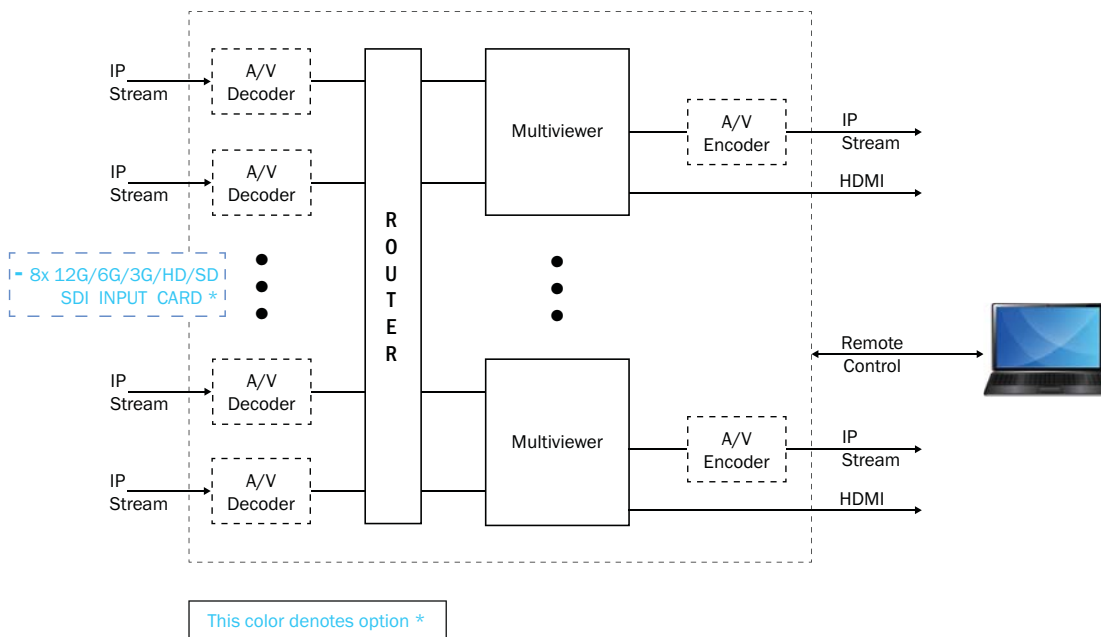 IP
Stream
A/V
Decoder
IP
Stream
A/V
Decoder
- 8x 12G/6G/3G/HD/SD
SDI INPUT CARD *
IP
Stream
A/V
Decoder
IP
Stream
A/V
Decoder
R
O
U
T
E
R
Multiviewer
A/V
Encoder
IP
Stream
HDMI
Multiviewer
A/V
Encoder
IP
Stream
HDMI
Remote
Control
This color denotes option *